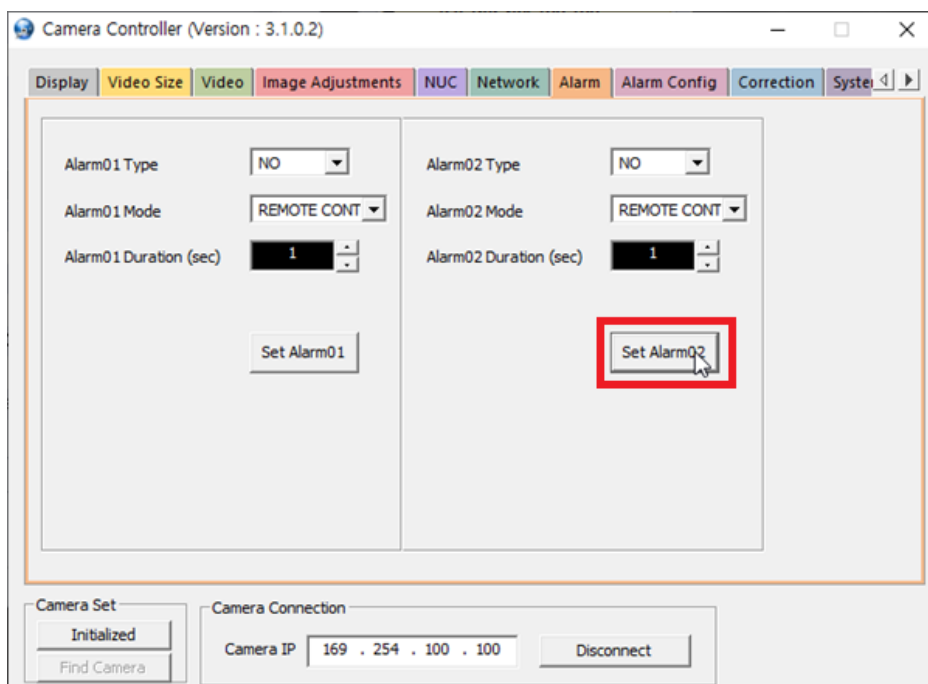 Camera Controller (Version : 3.1.0.2)
Display Video Size Video Image Adjustments NUC Network Alarm Alarm Config Correction Syste
Alarm01 Type NO Alarm02 Type NO
Alarm01 Mode REMOTE CONT Alarm02 Mode REMOTE CONT
Alarm01 Duration (sec) 1 Alarm02 Duration (sec) 1
Set Alarm01 Set Alarm02
Camera Set Camera Connection
Initialized
Camera IP 169 . 254 . 100 . 100 Disconnect
Find Camera